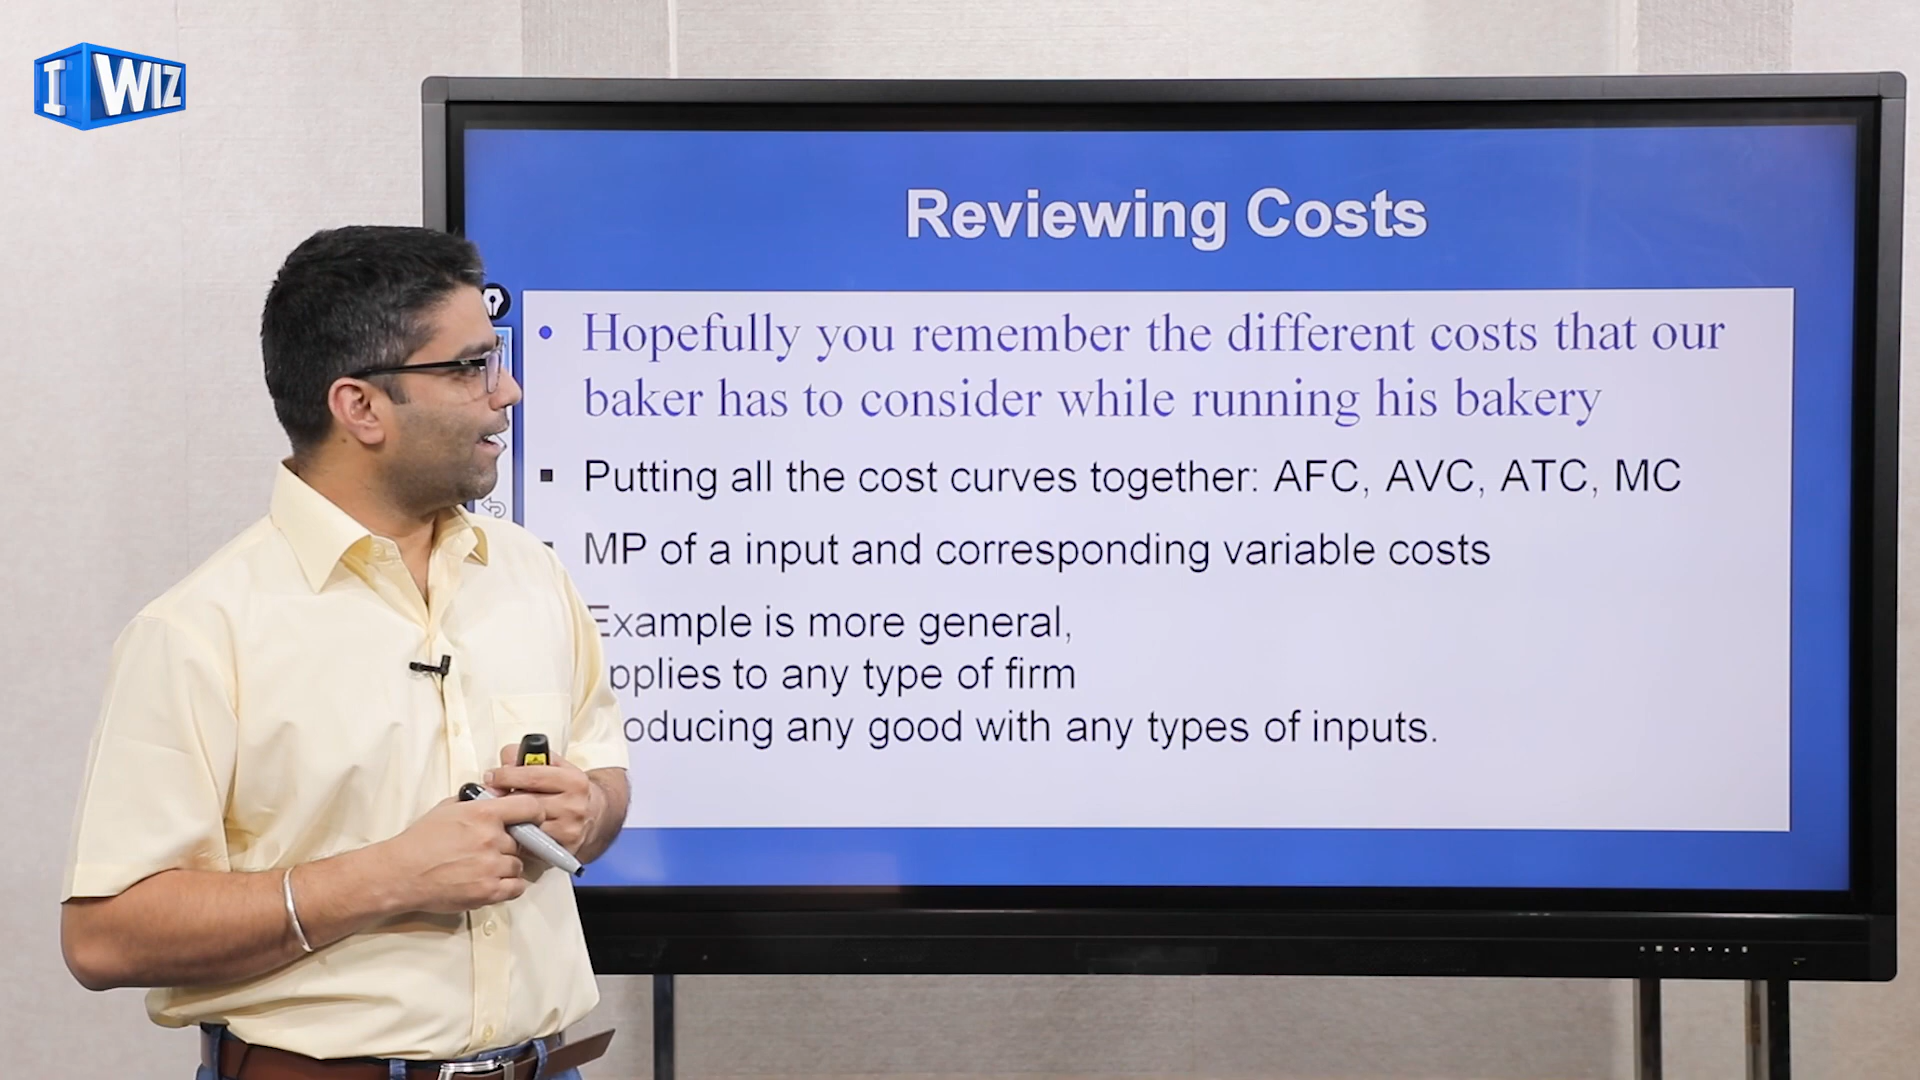 I WIZ
Reviewing Costs
• Hopefully you remember the different costs that our
baker has to consider while running his bakery
▪ Putting all the cost curves together: AFC, AVC, ATC, MC
MP of a input and corresponding variable costs
Example is more general,
pplies to any type of firm
oducing any good with any types of inputs.